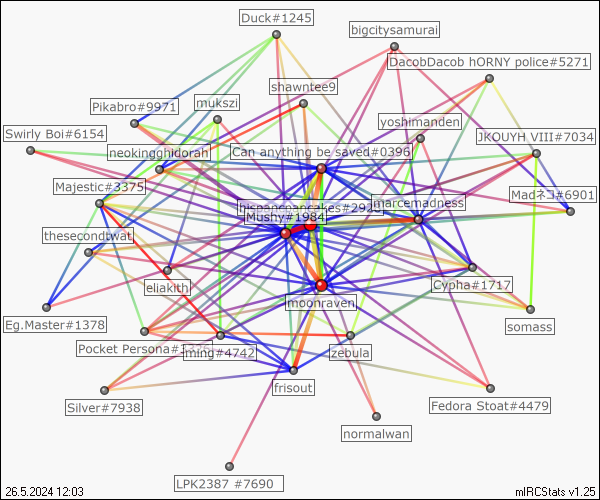 Duck#1245
bigcitysamurai
DacobDacob hORNY police#5271
shawntee9
Pikabro#9971
mukszi
yoshimanden
Swirly Boi#6154
JKOUYH VIII#7034
neokingghidorah
Can anything be saved#0396
Majestic#3375
Madネコ#6901
marcemadness
Mushy#1984
thesecondtwat
eliakith
Cypha#1717
moonraven
Eg.Master#1378
somass
Pocket Persona
ming#4742
zebula
frisout
Silver#7938
Fedora Stoat#4479
normalwan
LPK2387 #7690
26.5.2024 12:03
mIRCStats v1.25